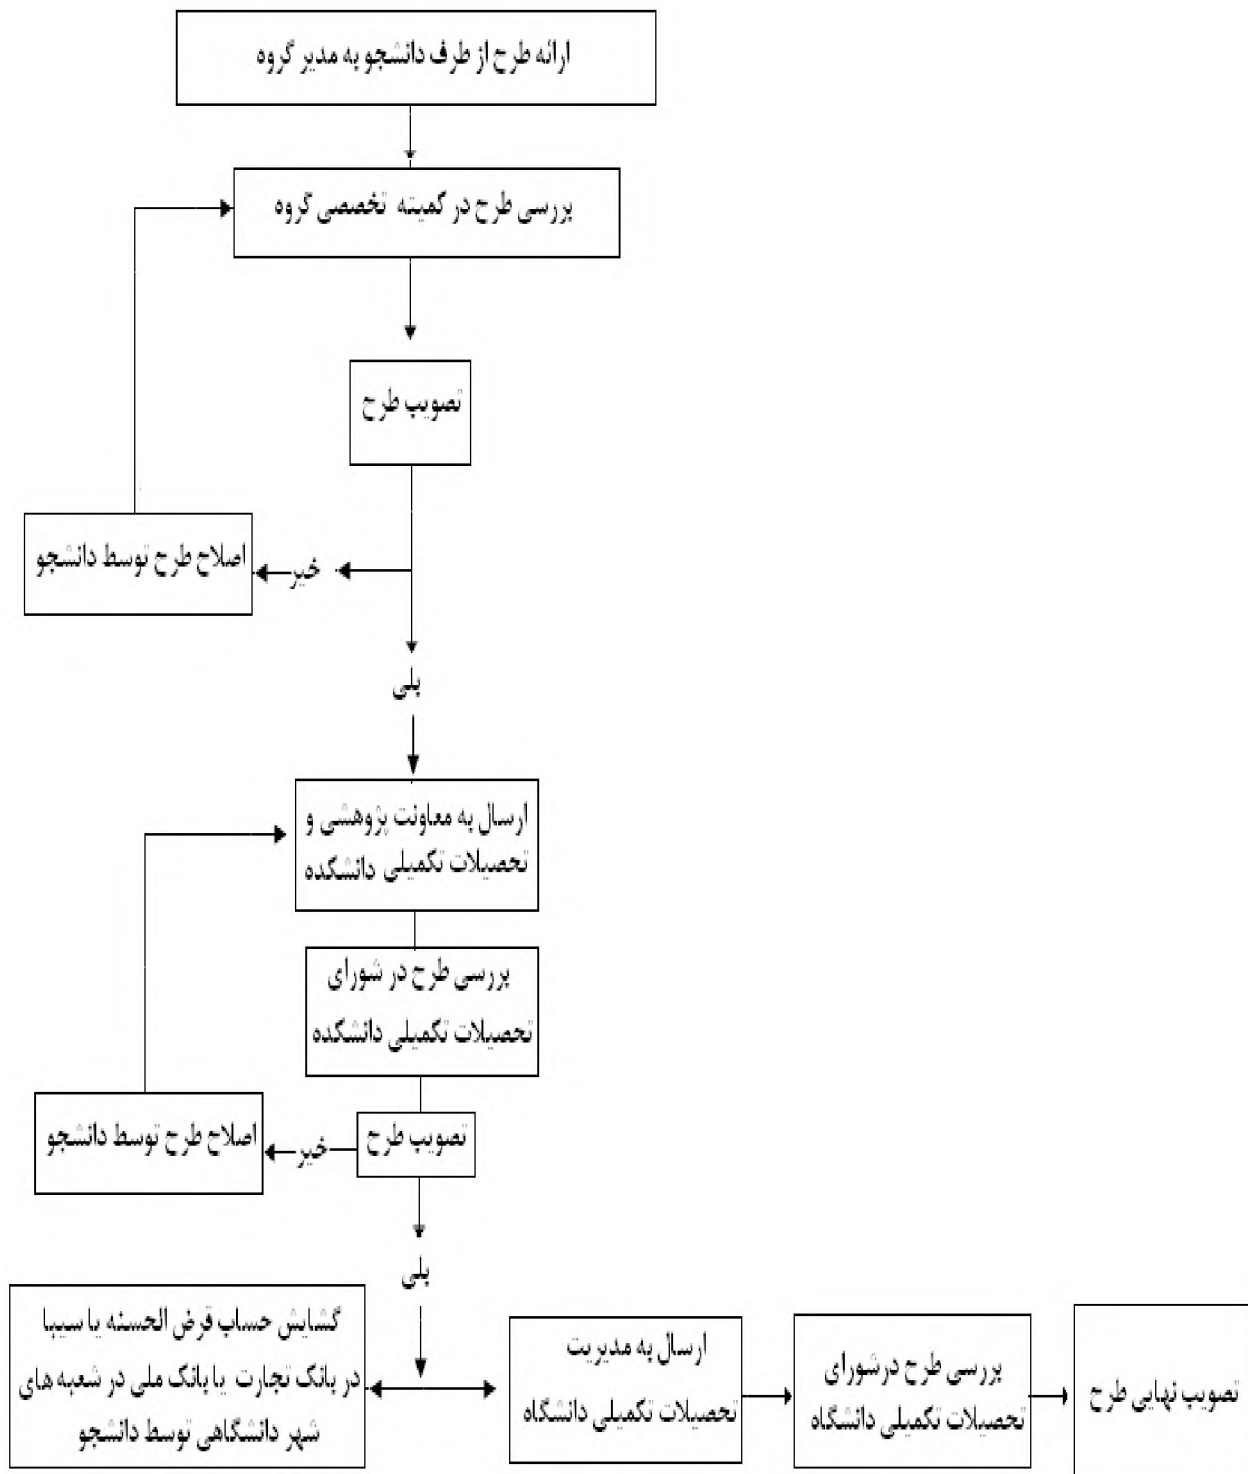 ارائه طرح از طرف دانشجو به مدیر گروه
بررسی طرح در کمیته تخصصی گروه
تصویب طرح
اصلاح طرح توسط دانشجو
خیر
بلی
ارسال به معاونت پژوهشی و
تحصیلات تکمیلی دانشکده
بررسی طرح در شورای
تحصیلات تکمیلی دانشکده
تصویب طرح
خیر
اصلاح طرح توسط دانشجو
بلی
گشایش حساب قرض الحسنه یا سیبا
در بانک تجارت یا بانک ملی در شعبه های
شهر دانشگاهی توسط دانشجو
ارسال به مدیریت
تحصیلات تکمیلی دانشگاه
بررسی طرح درشورای
تحصیلات تکمیلی دانشگاه
تصویب نهایی طرح